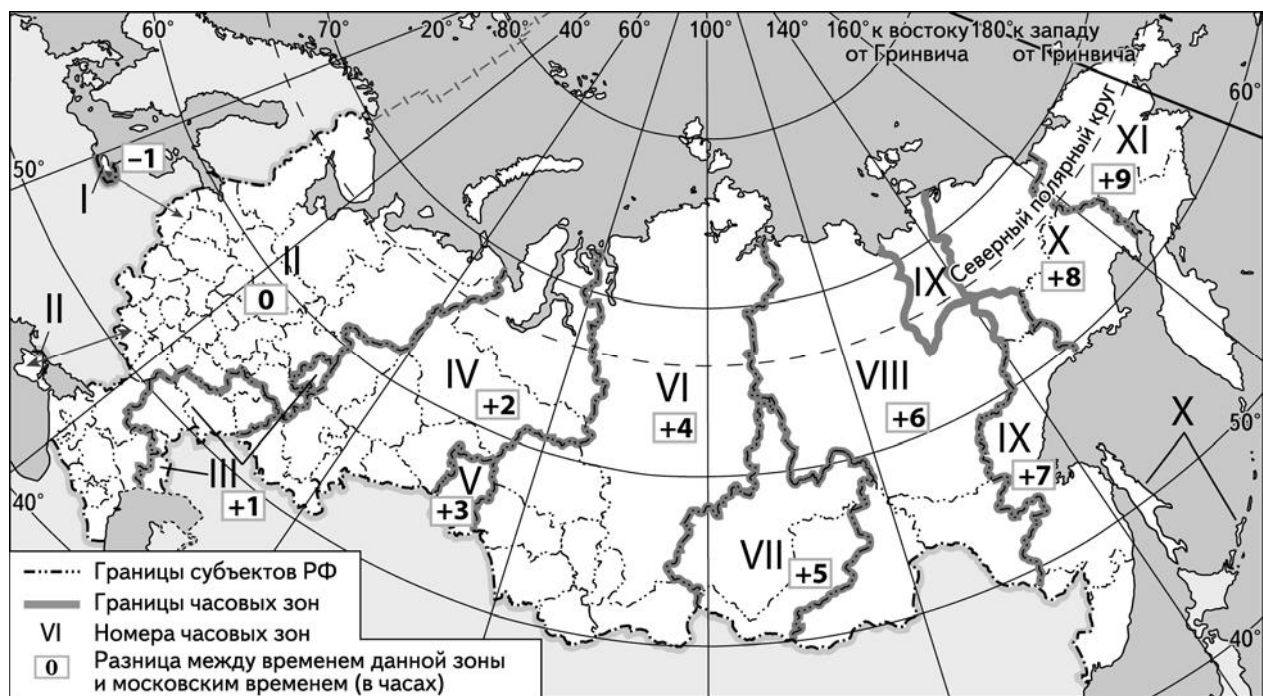 60° 70° 20° 80° 40° 60° 100° 140° 160° к востоку 180° к западу
от Гринвича от Гринвича
60°
50°
–1
I
Северный полярный круг
XI
+9
II
0
IX
X
+8
II
IV
+2
VI
+4
VIII
+6
X
50°
IX
+7
III
+1
V
+3
40°
VII
+5
40°
Границы субъектов РФ
Границы часовых зон
VI Номера часовых зон
0 Разница между временем данной зоны
и московским временем (в часах)